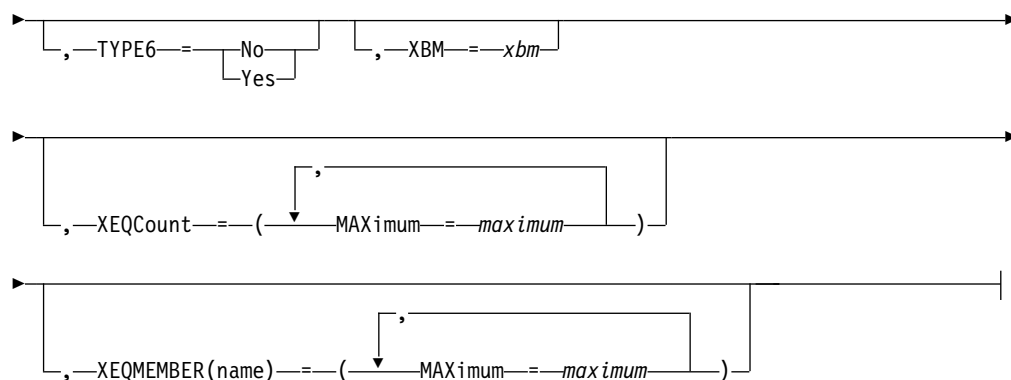 , TYPE6 = No , XBM = xbm
Yes
,
, XEQCount = ( MAXimum = maximum )
,
, XEQMEMBER(name) = ( MAXimum = maximum )